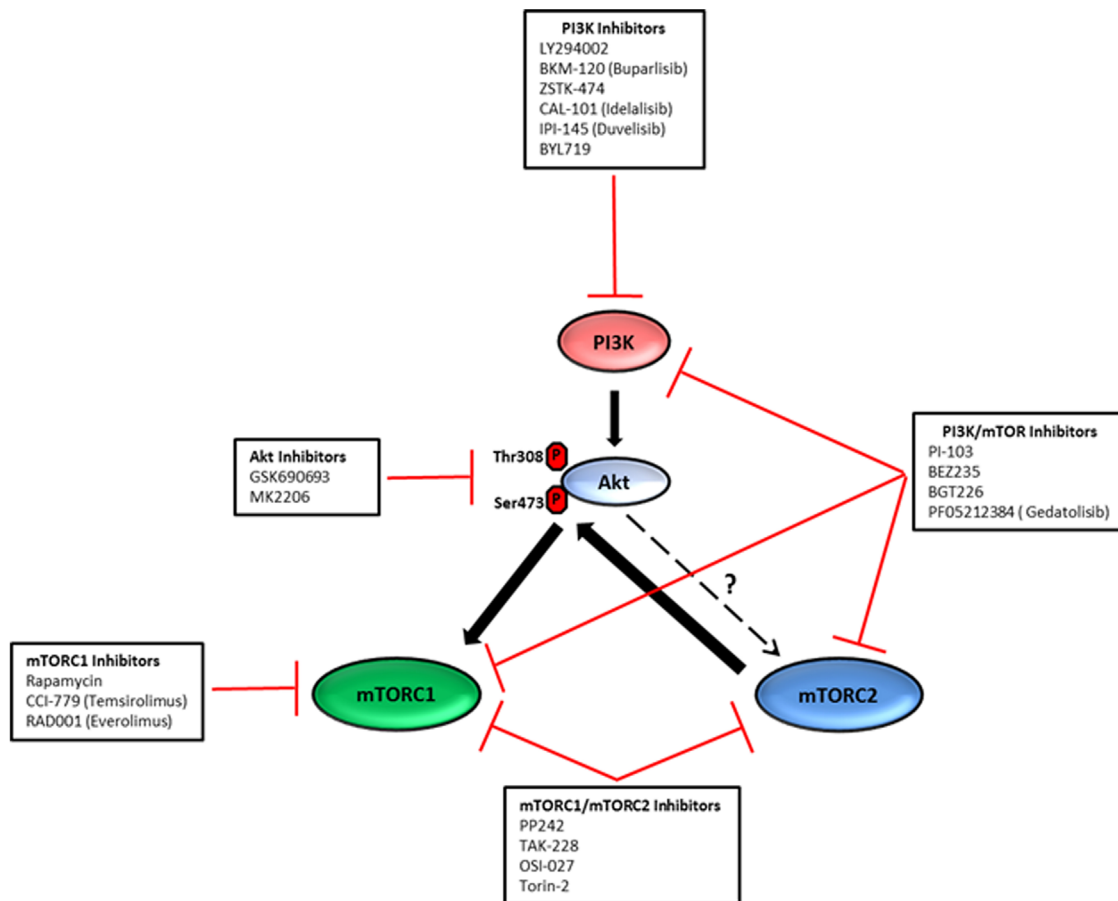 PI3K Inhibitors
LY294002
BKM-120 (Buparlisib)
ZSTK-474
CAL-101 (Idelalisib)
IPI-145 (Duvelisib)
BYL719
PI3K
PI3K/mTOR Inhibitors
PI-103
BEZ235
BGT226
PF05212384 ( Gedatolisib)
Akt Inhibitors
GSK690693
MK2206
Thr308 P
Akt
Ser473 P
?
mTORC1 Inhibitors
Rapamycin
CCI-779 (Temsirolimus)
RAD001 (Everolimus)
mTORC1
mTORC2
mTORC1/mTORC2 Inhibitors
PP242
TAK-228
OSI-027
Torin-2